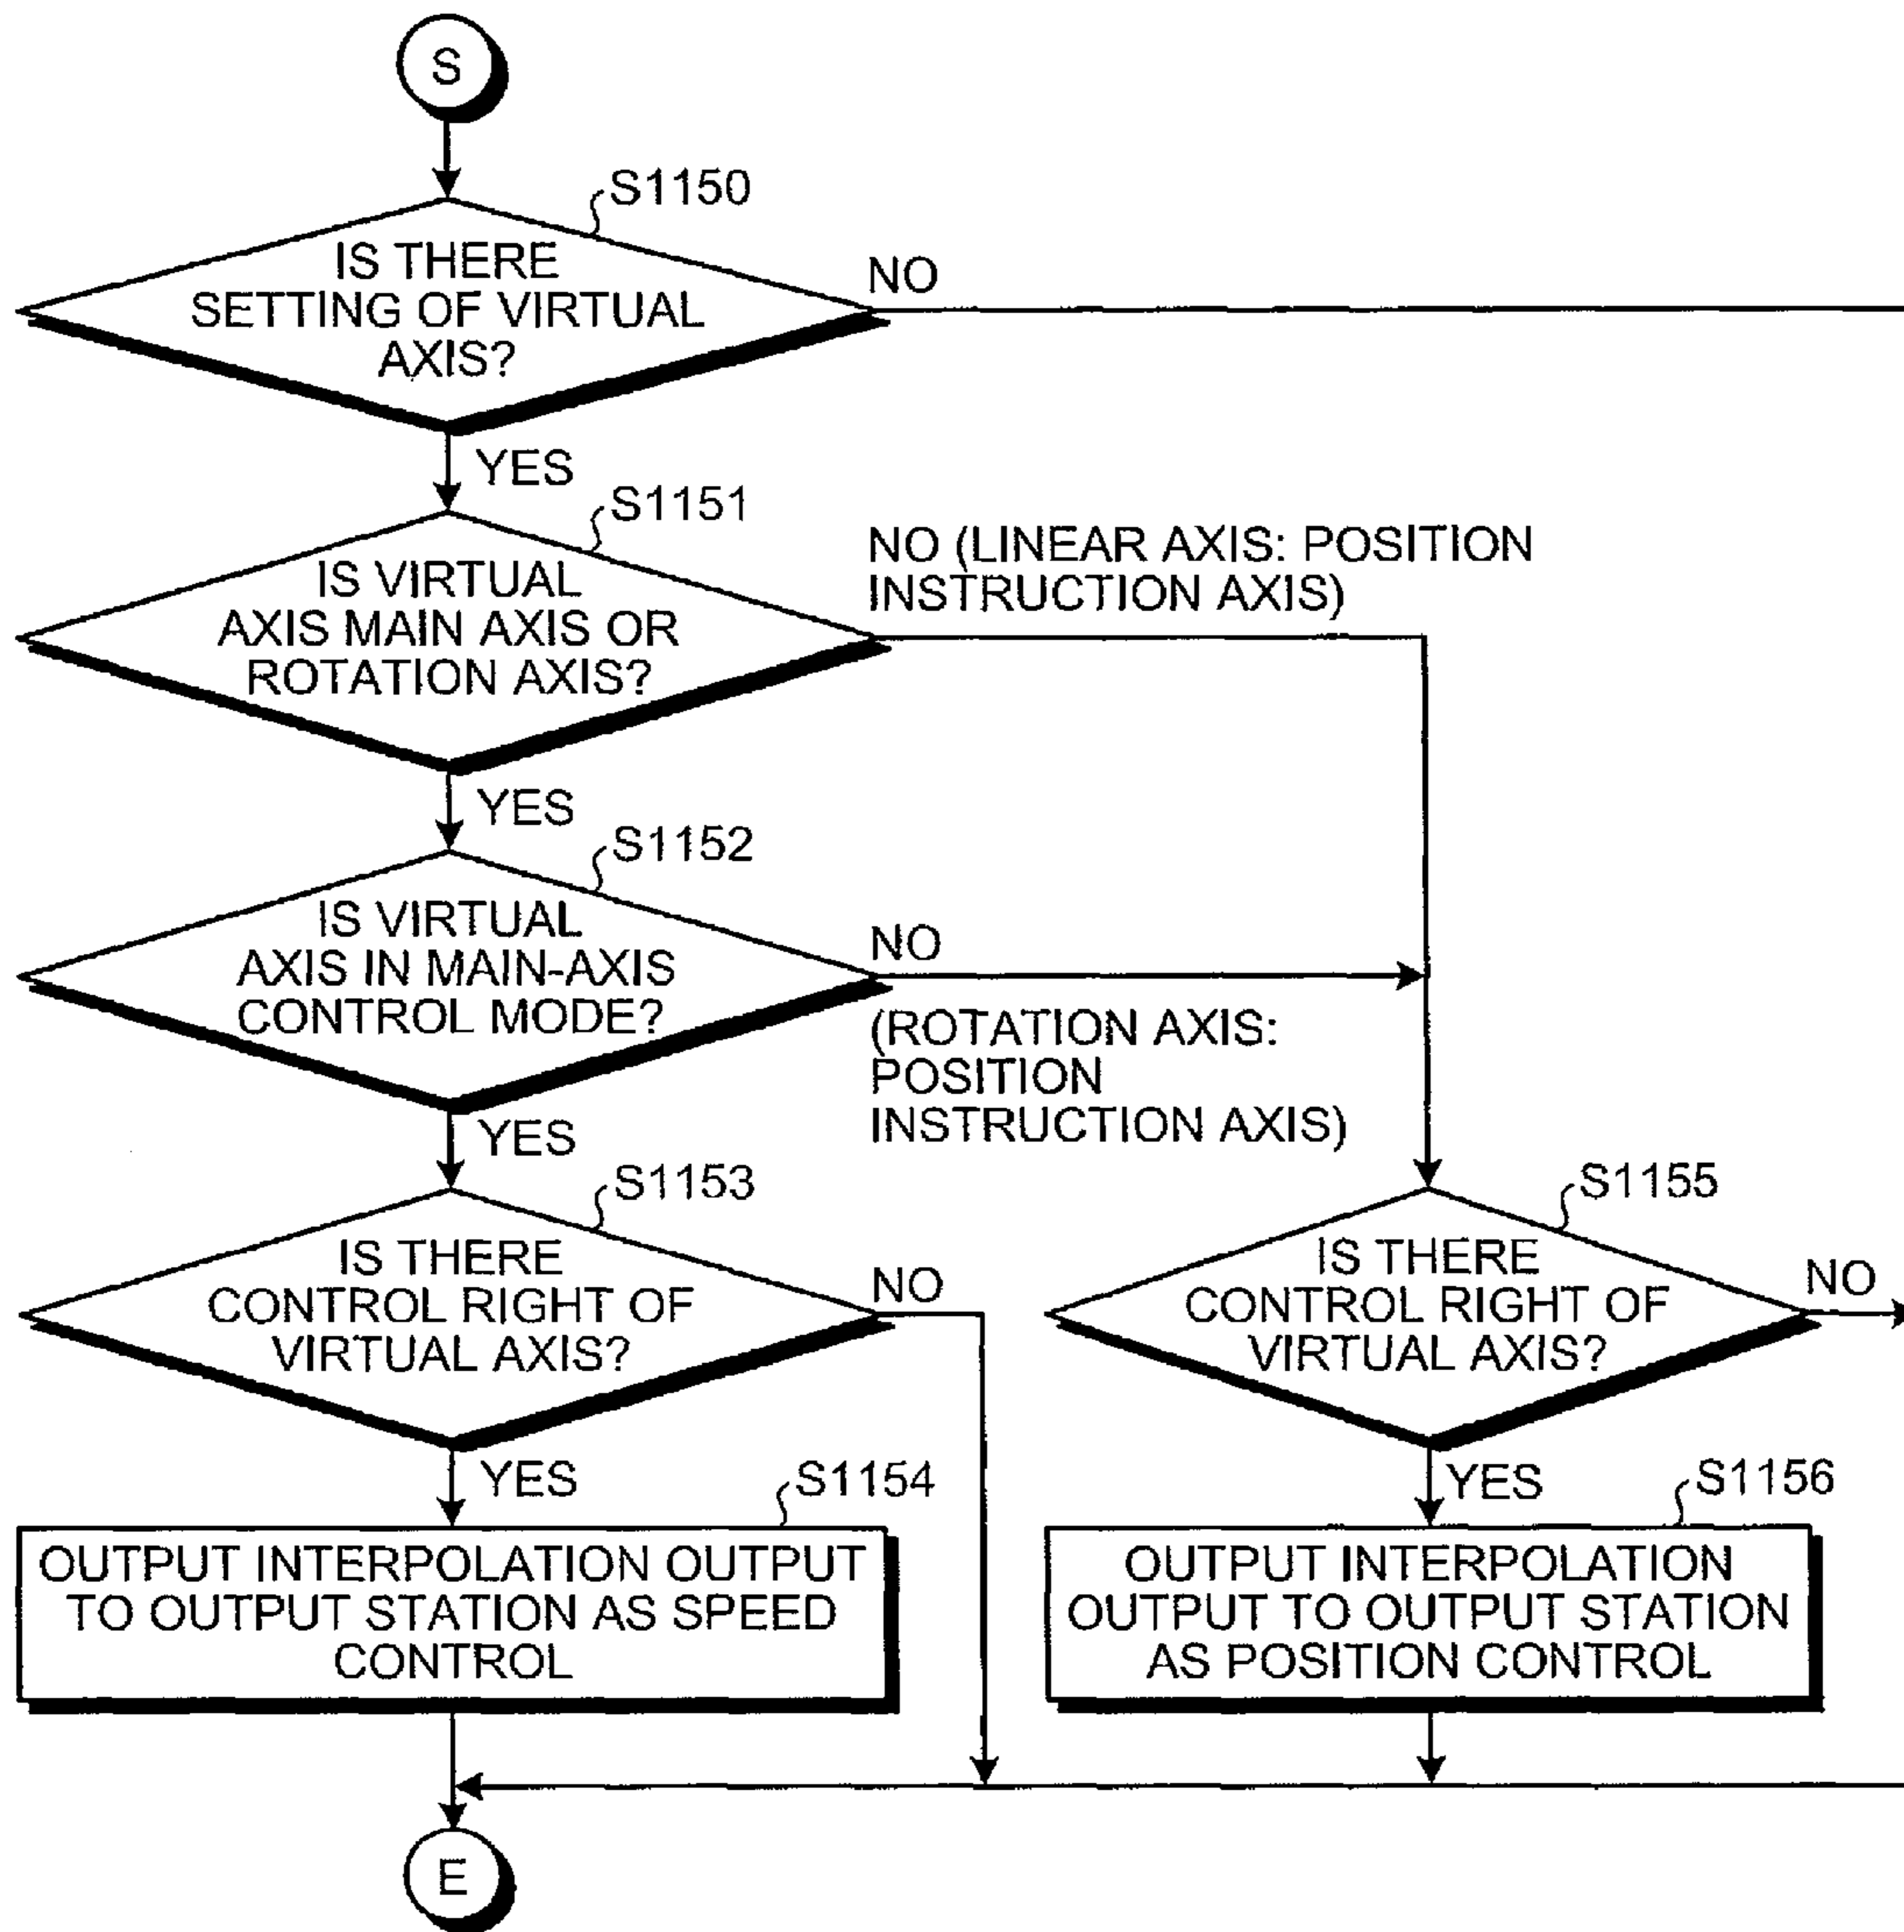 S
S1150
IS THERE
SETTING OF VIRTUAL
AXIS?
NO
YES
S1151
IS VIRTUAL
AXIS MAIN AXIS OR
ROTATION AXIS?
NO (LINEAR AXIS: POSITION
INSTRUCTION AXIS)
YES
S1152
IS VIRTUAL
AXIS IN MAIN-AXIS
CONTROL MODE?
NO
(ROTATION AXIS:
POSITION
INSTRUCTION AXIS)
YES
S1153
IS THERE
CONTROL RIGHT OF
VIRTUAL AXIS?
NO
S1155
IS THERE
CONTROL RIGHT OF
VIRTUAL AXIS?
NO
YES
S1154
OUTPUT INTERPOLATION OUTPUT
TO OUTPUT STATION AS SPEED
CONTROL
YES
S1156
OUTPUT INTERPOLATION
OUTPUT TO OUTPUT STATION
AS POSITION CONTROL
E